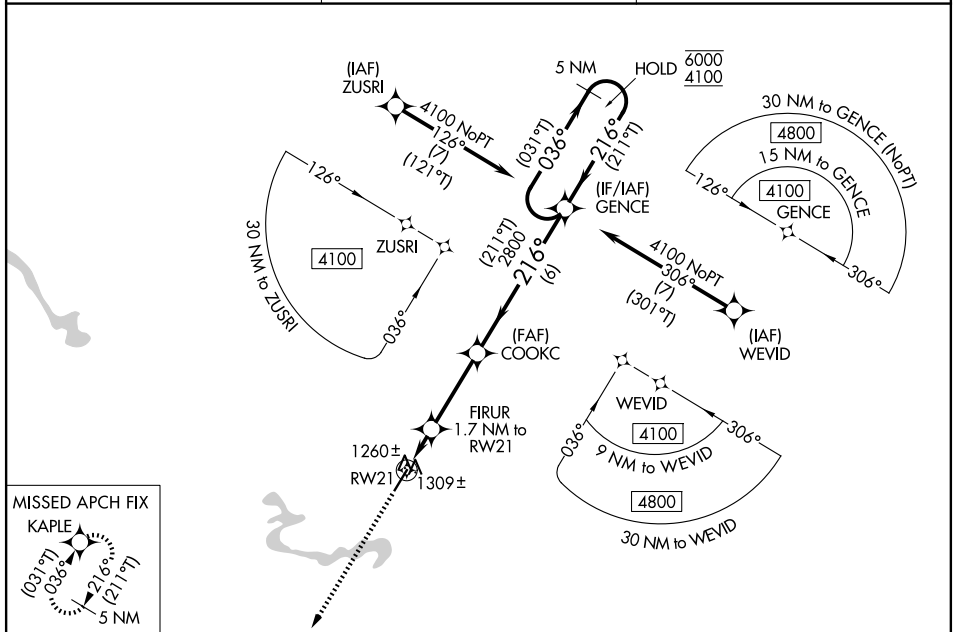 (IAF)
ZUSRI
4100 NoPT
126°
(7)
(121°T)
5 NM
HOLD
6000
4100
(031°T)
036°
216°
(211°T)
(IF/IAF)
GENCE
30 NM to GENCE (NoPT)
4800
15 NM to GENCE
4100
GENCE
126°
306°
126°
ZUSRI
4100
30 NM to ZUSRI
036°
(211°T)
2800
216°
(6)
4100 NoPT
306°
(7)
(301°T)
(IAF)
WEVID
(FAF)
COOKC
FIRUR
1.7 NM to
RW21
1260±
RW21
1309±
WEVID
4100
9 NM to WEVID
4800
30 NM to WEVID
036°
306°
MISSED APCH FIX
KAPLE
(031°T)
036°
216°
(211°T)
5 NM